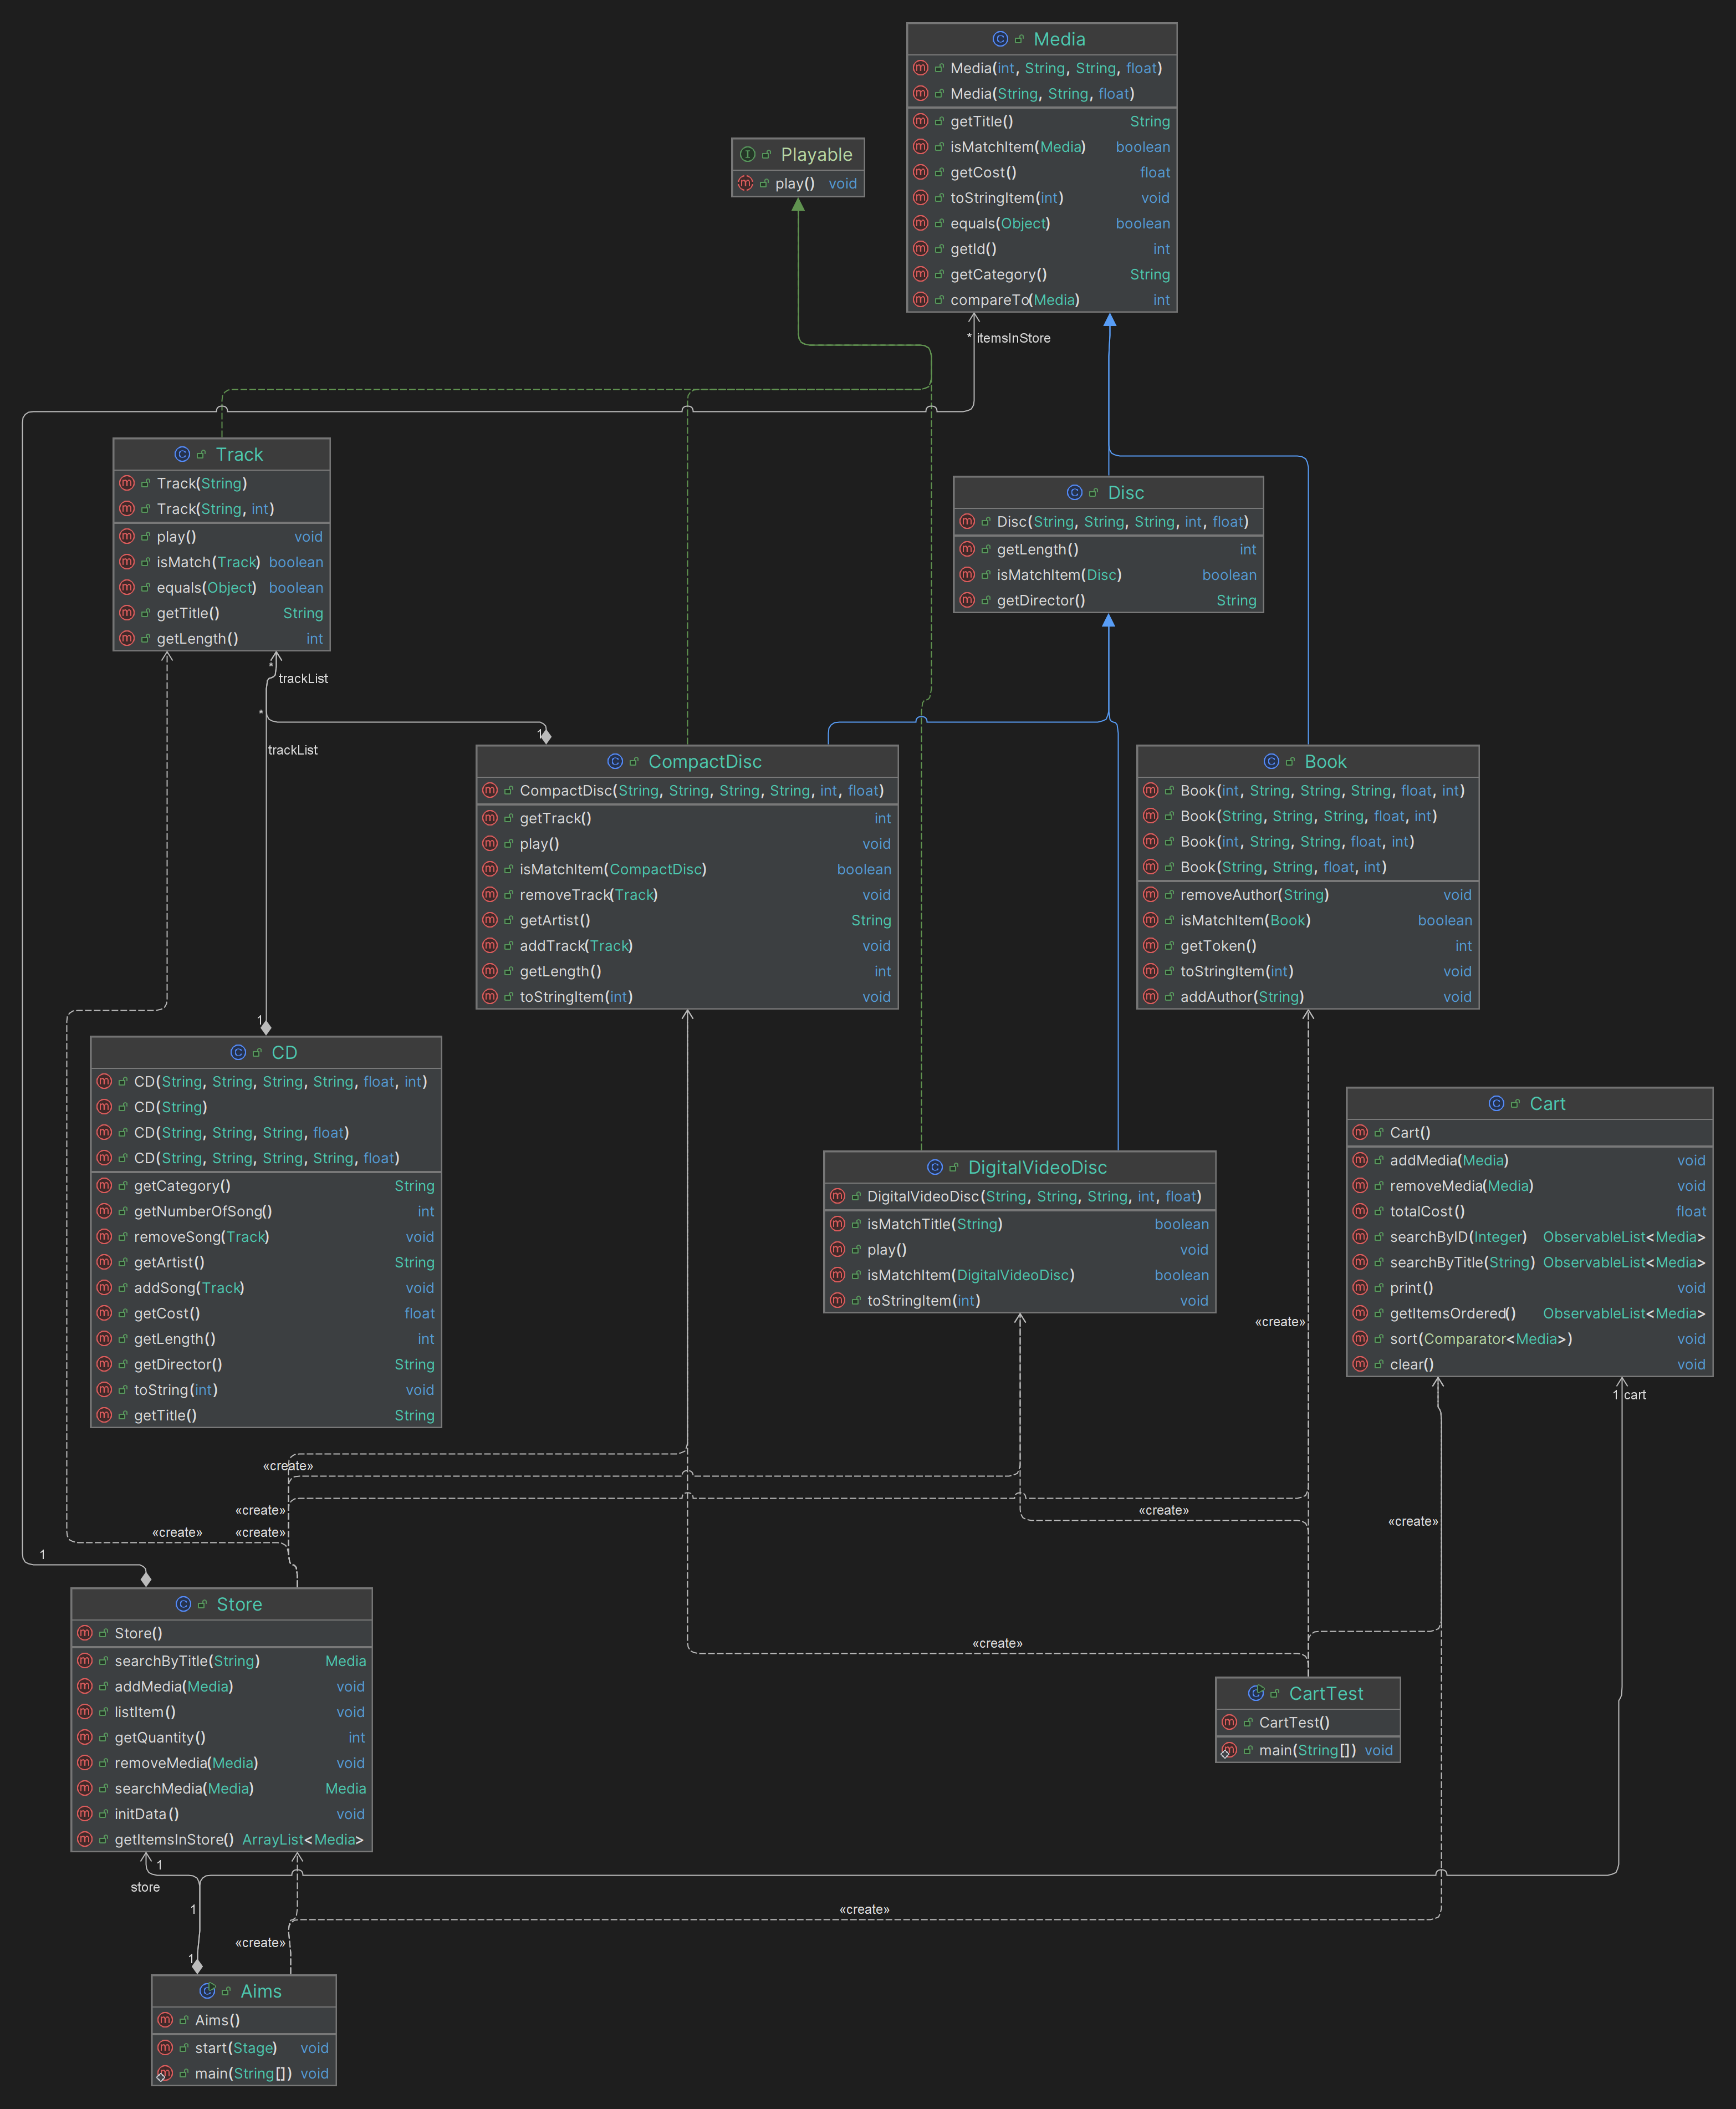 Media
Media(int, String, String, float)
Media(String, String, float)
getTitle() String
isMatchItem(Media) boolean
getCost() float
toStringItem(int) void
equals(Object) boolean
getId() int
getCategory() String
compareTo(Media) int
Playable
play() void
* itemsInStore
Track
Track(String)
Track(String, int)
play() void
isMatch(Track) boolean
equals(Object) boolean
getTitle() String
getLength() int
Disc
Disc(String, String, String, int, float)
getLength() int
isMatchItem(Disc) boolean
getDirector() String
*
trackList
*
trackList
1
CompactDisc
CompactDisc(String, String, String, String, int, float)
getTrack() int
play() void
isMatchItem(CompactDisc) boolean
removeTrack(Track) void
getArtist() String
addTrack(Track) void
getLength() int
toStringItem(int) void
Book
Book(int, String, String, String, float, int)
Book(String, String, String, float, int)
Book(int, String, String, float, int)
Book(String, String, float, int)
removeAuthor(String) void
isMatchItem(Book) boolean
getToken() int
toStringItem(int) void
addAuthor(String) void
1
CD
CD(String, String, String, String, float, int)
CD(String)
CD(String, String, String, float)
CD(String, String, String, String, float)
getCategory() String
getNumberOfSong() int
removeSong(Track) void
getArtist() String
addSong(Track) void
getCost() float
getLength() int
getDirector() String
toString(int) void
getTitle() String
Cart
Cart()
addMedia(Media) void
removeMedia(Media) void
totalCost() float
searchByID(Integer) ObservableList<Media>
searchByTitle(String) ObservableList<Media>
print() void
getItemsOrdered() ObservableList<Media>
sort(Comparator<Media>) void
clear() void
DigitalVideoDisc
DigitalVideoDisc(String, String, String, int, float)
isMatchTitle(String) boolean
play() void
isMatchItem(DigitalVideoDisc) boolean
toStringItem(int) void
«create»
1 cart
«create»
«create»
«create»
«create»
«create»
«create»
1
Store
Store()
searchByTitle(String) Media
addMedia(Media) void
listItem() void
getQuantity() int
removeMedia(Media) void
searchMedia(Media) Media
initData() void
getItemsInStore() ArrayList<Media>
«create»
CartTest
CartTest()
main(String[]) void
1
store
1
«create»
«create»
1
Aims
Aims()
start(Stage) void
main(String[]) void